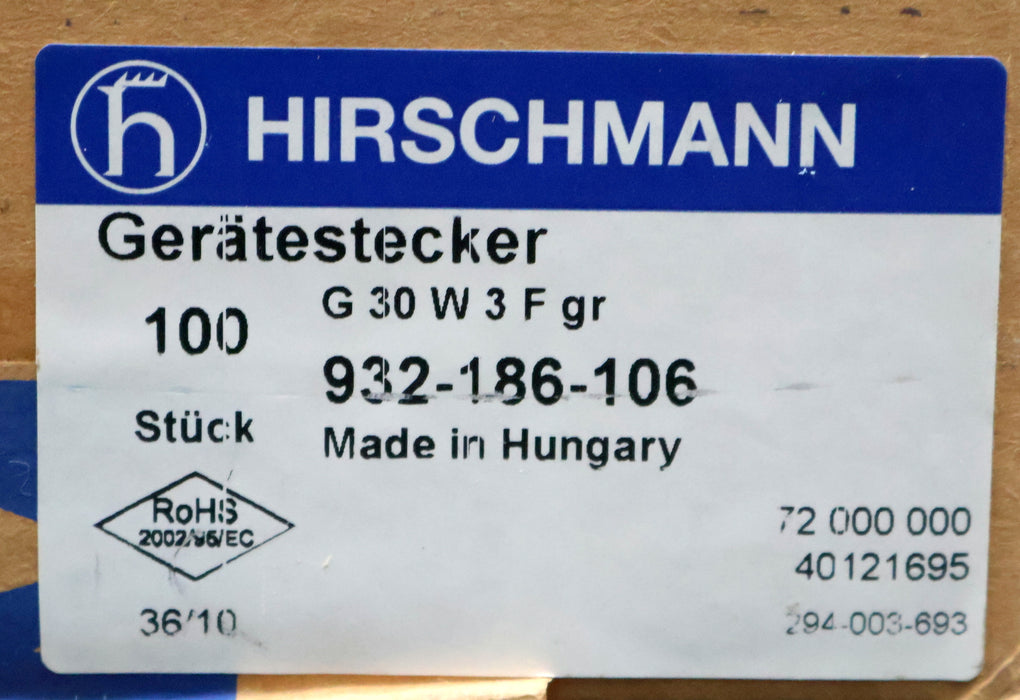 HIRSCHMANN
Gerätestecker
100
Stück
G 30 W 3 F gr
932-186-106
Made in Hungary
RoHS
2002/95/EC
36/10
72 000 000
40121695
294-003-693